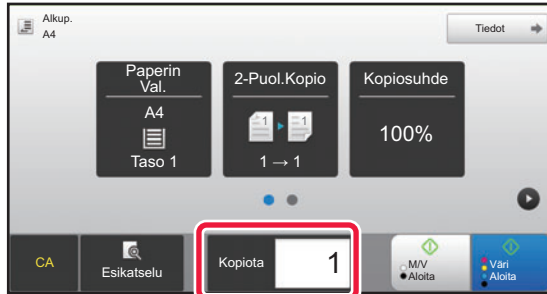 Alkup.
A4
Tiedot
Paperin
Val.
A4
Taso 1
2-Puol.Kopio
1 1
1 → 1
Kopiosuhde
100%
CA
Esikatselu
Kopiota
1
M/V
Aloita
Väri
Aloita